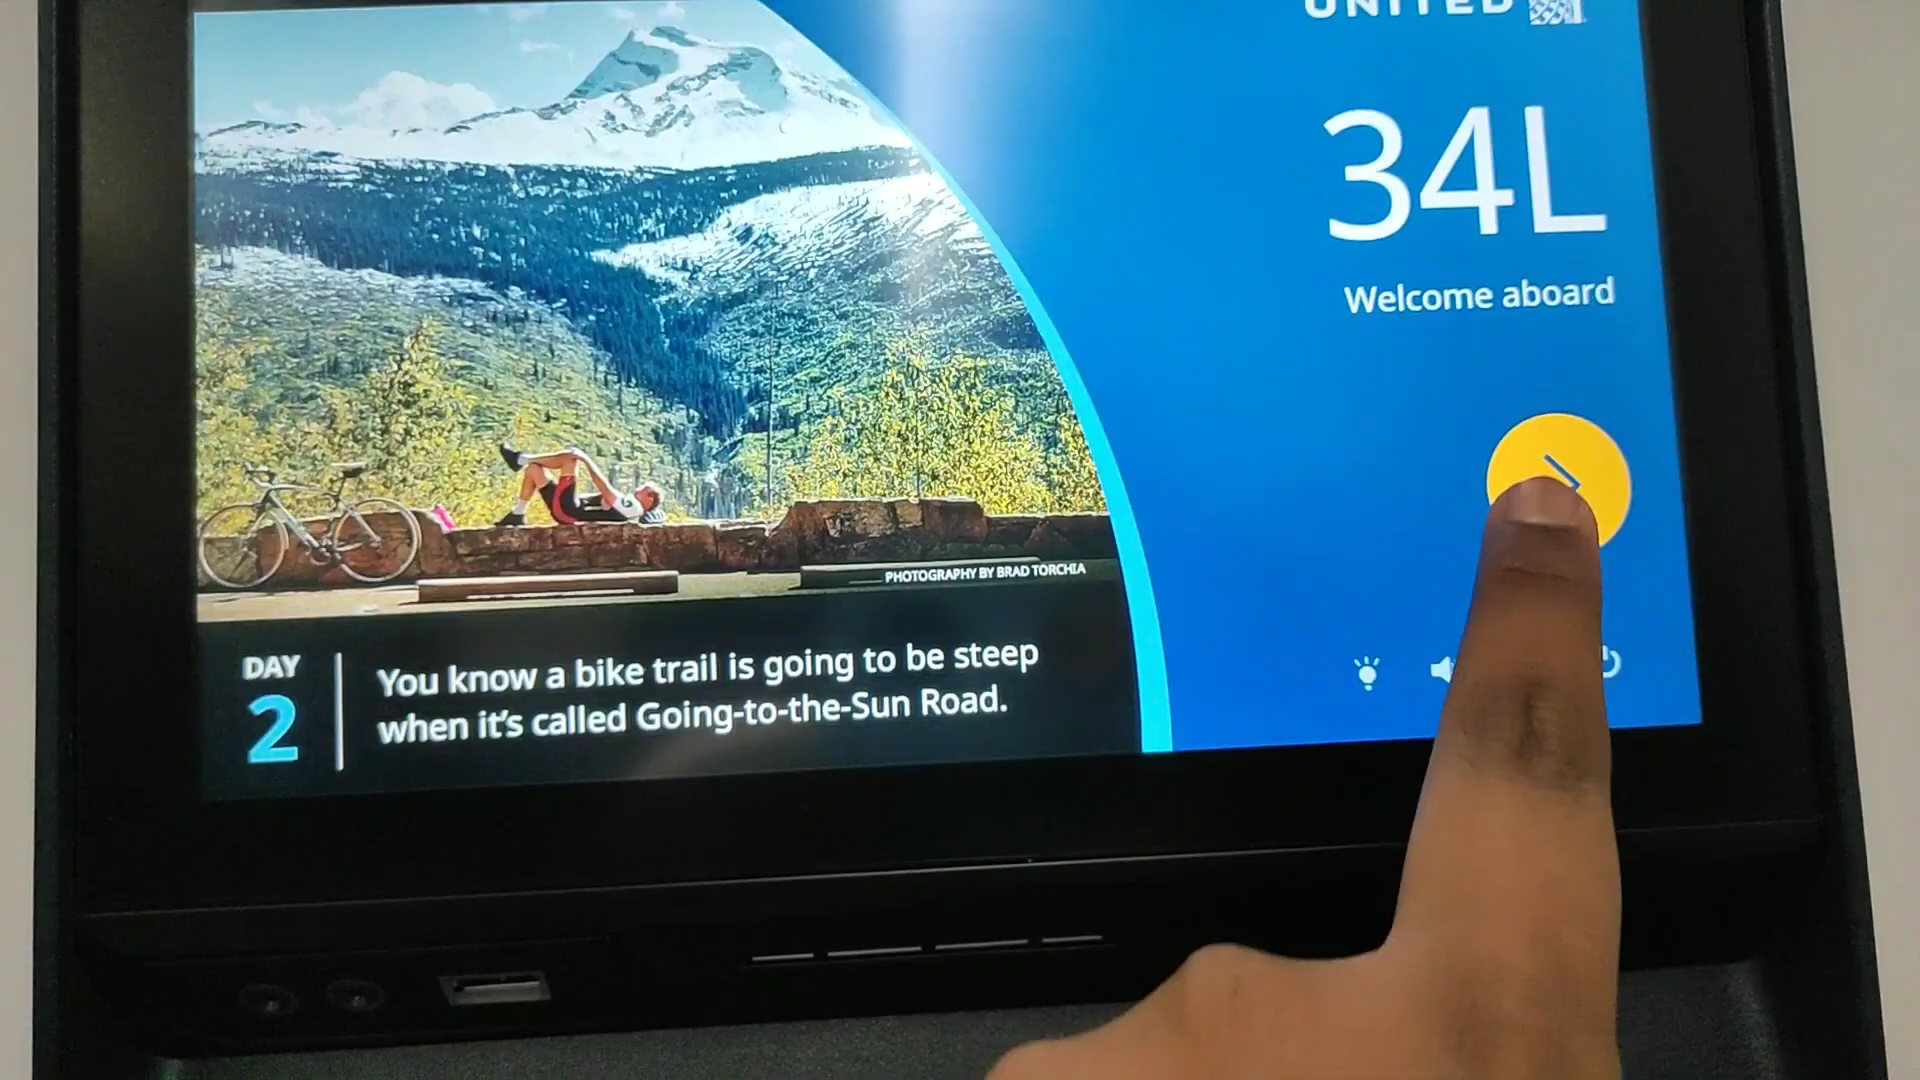 UNITED
34L
Welcome aboard
PHOTOGRAPHY BY BRAD TORCHIA
DAY
2
You know a bike trail is going to be steep
when it's called Going-to-the-Sun Road.